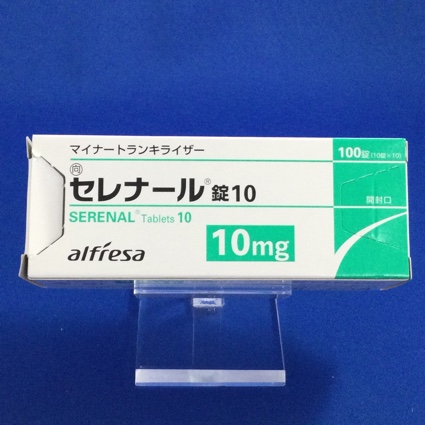 マイナートランキライザー
100錠(10錠×10)
向
セレナール®錠10
SERENAL® Tablets 10
開封口
10mg
alfresa